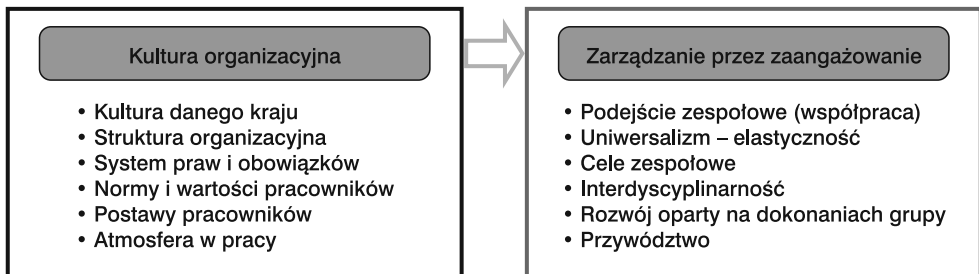 Kultura organizacyjna
• Kultura danego kraju
• Struktura organizacyjna
• System praw i obowiązków
• Normy i wartości pracowników
• Postawy pracowników
• Atmosfera w pracy
Zarządzanie przez zaangażowanie
• Podejście zespołowe (współpraca)
• Uniwersalizm – elastyczność
• Cele zespołowe
• Interdyscyplinarność
• Rozwój oparty na dokonaniach grupy
• Przywództwo